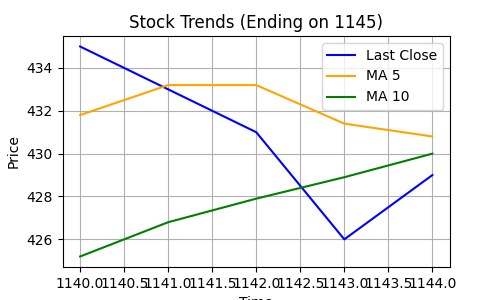 Stock Trends (Ending on 1145)
Last Close
MA 5
MA 10
Price
434
432
430
428
426
1140.0 1140.5 1141.0 1141.5 1142.0 1142.5 1143.0 1143.5 1144.0
Time